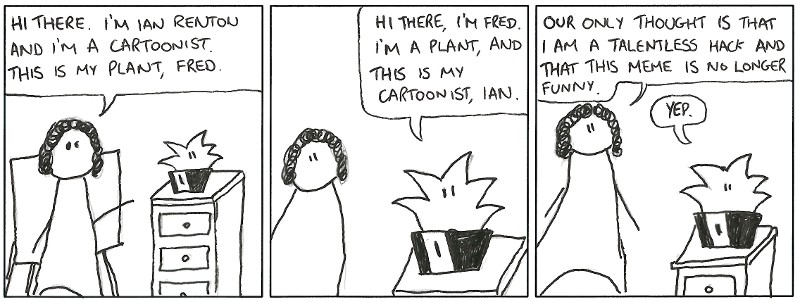 HI THERE. I'M IAN RENTON
AND I'M A CARTOONIST.
THIS IS MY PLANT, FRED.
HI THERE, I'M FRED.
I'M A PLANT, AND
THIS IS MY
CARTOONIST, IAN.
OUR ONLY THOUGHT IS THAT
I AM A TALENTLESS HACK AND
THAT THIS MEME IS NO LONGER
FUNNY.
YEP.